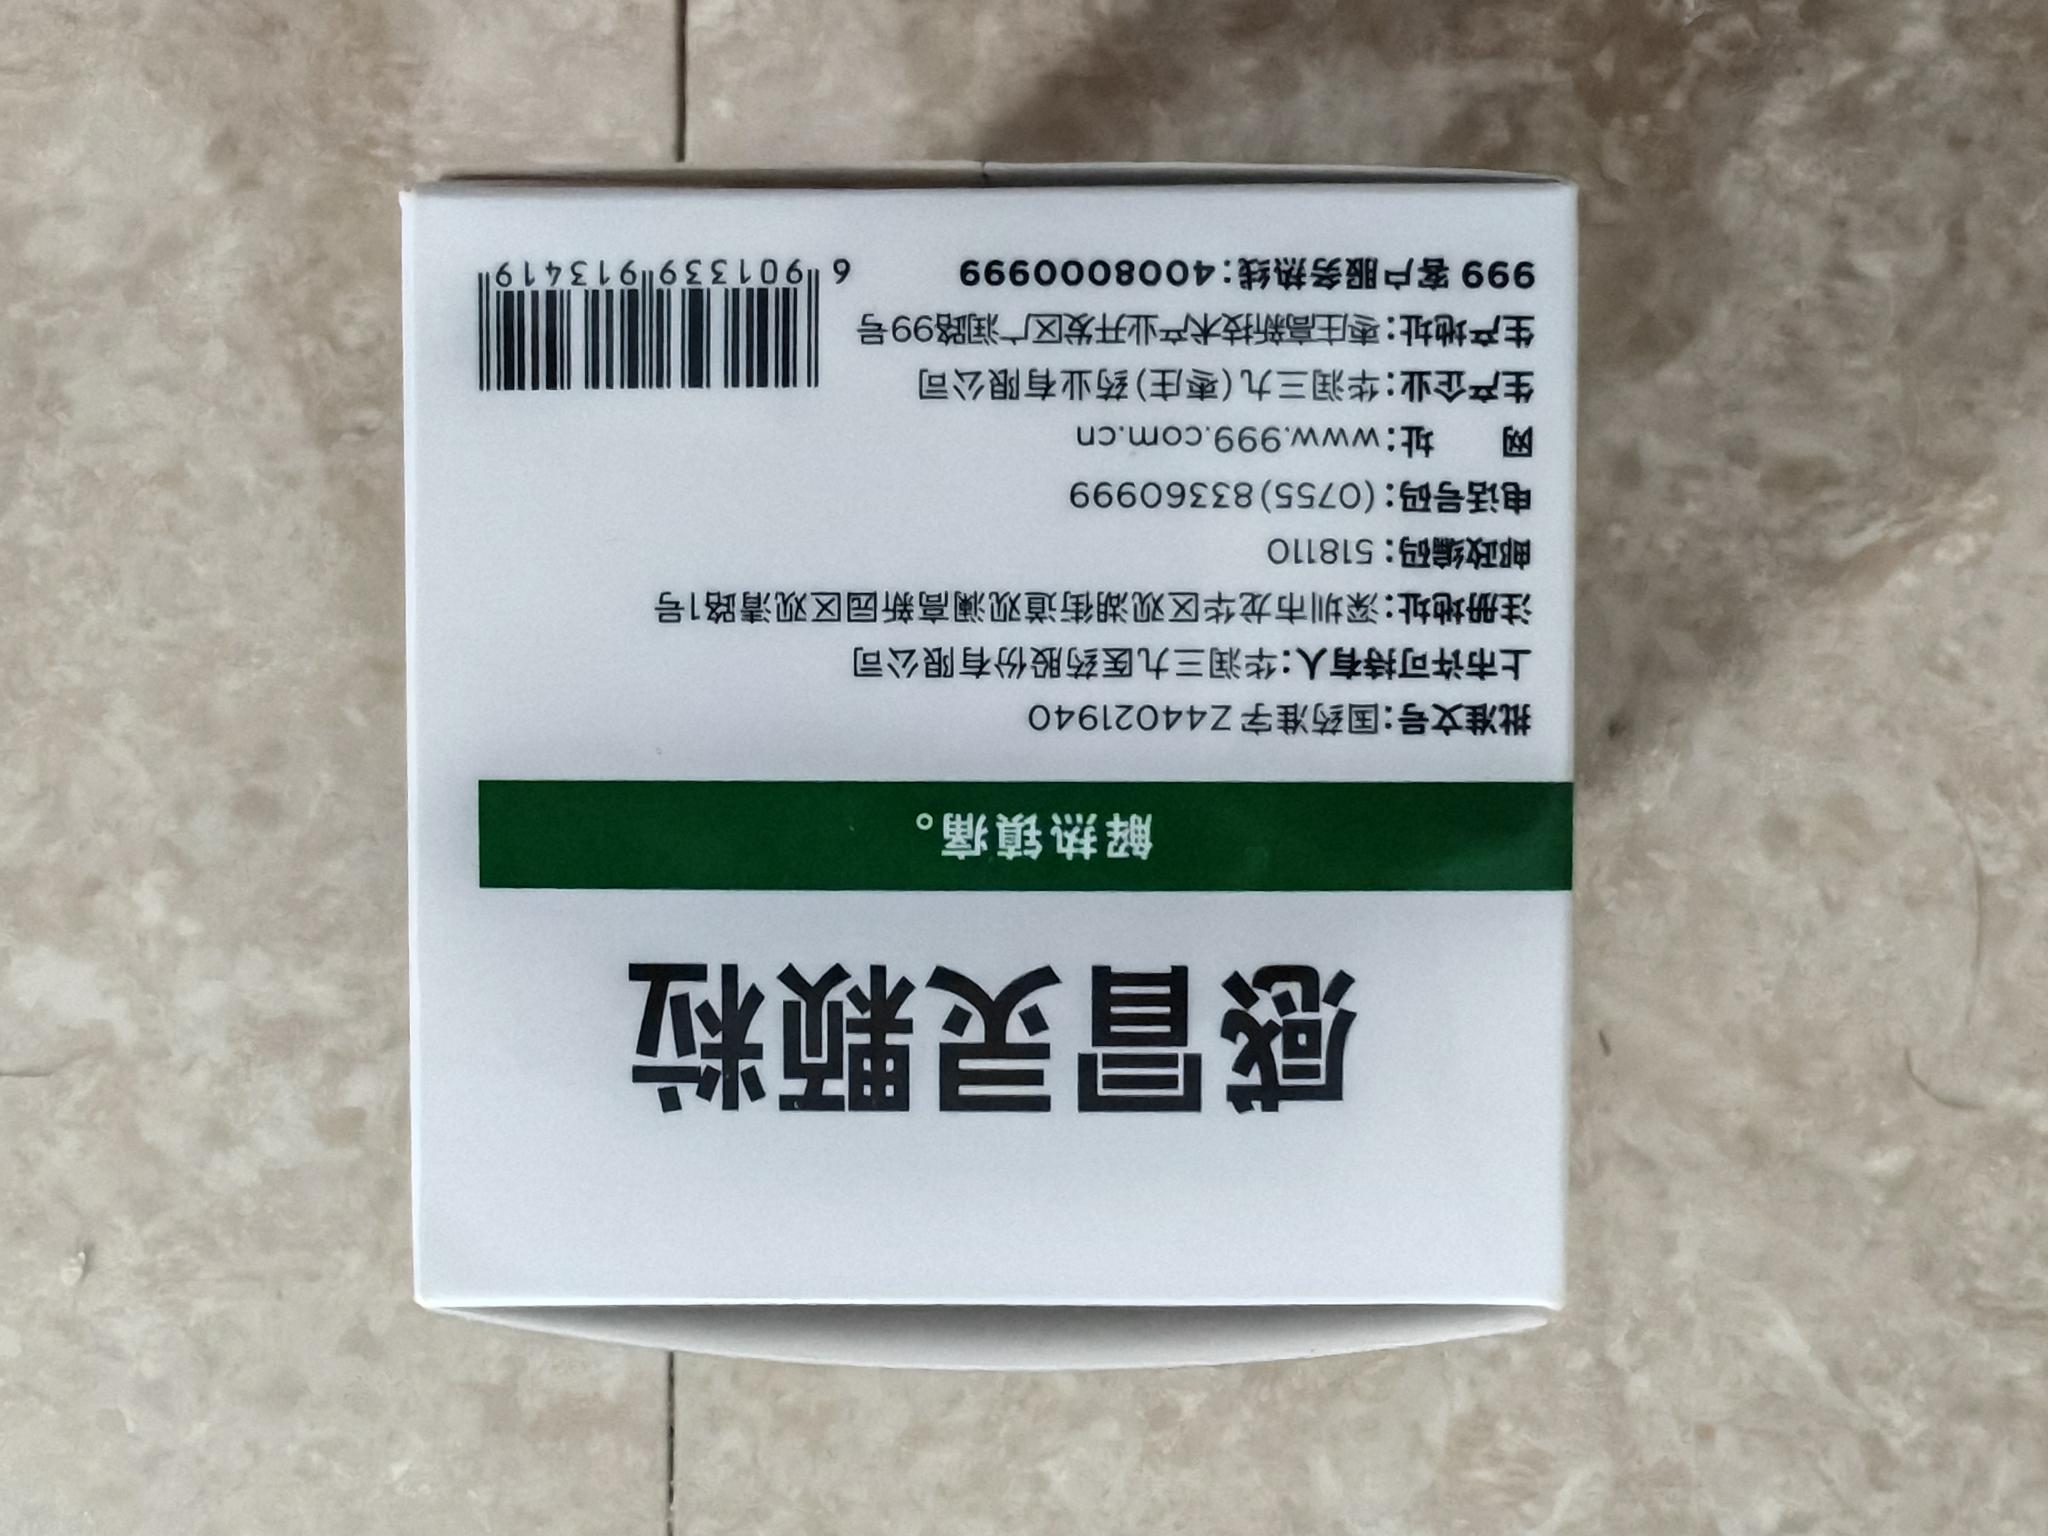 感冒灵颗粒
解热镇痛。
批准文号：国药准字Z44021940
上市许可持有人：华润三九医药股份有限公司
注册地址：深圳市龙华区观湖街道观澜高新园区观清路1号
邮政编码：518110
电话号码：(0755)83360999
网 址：www.999.com.cn
生产企业：华润三九(枣庄)药业有限公司
生产地址：枣庄高新技术产业开发区广润路99号
999 客户服务热线：4008000999
6 901339 913419